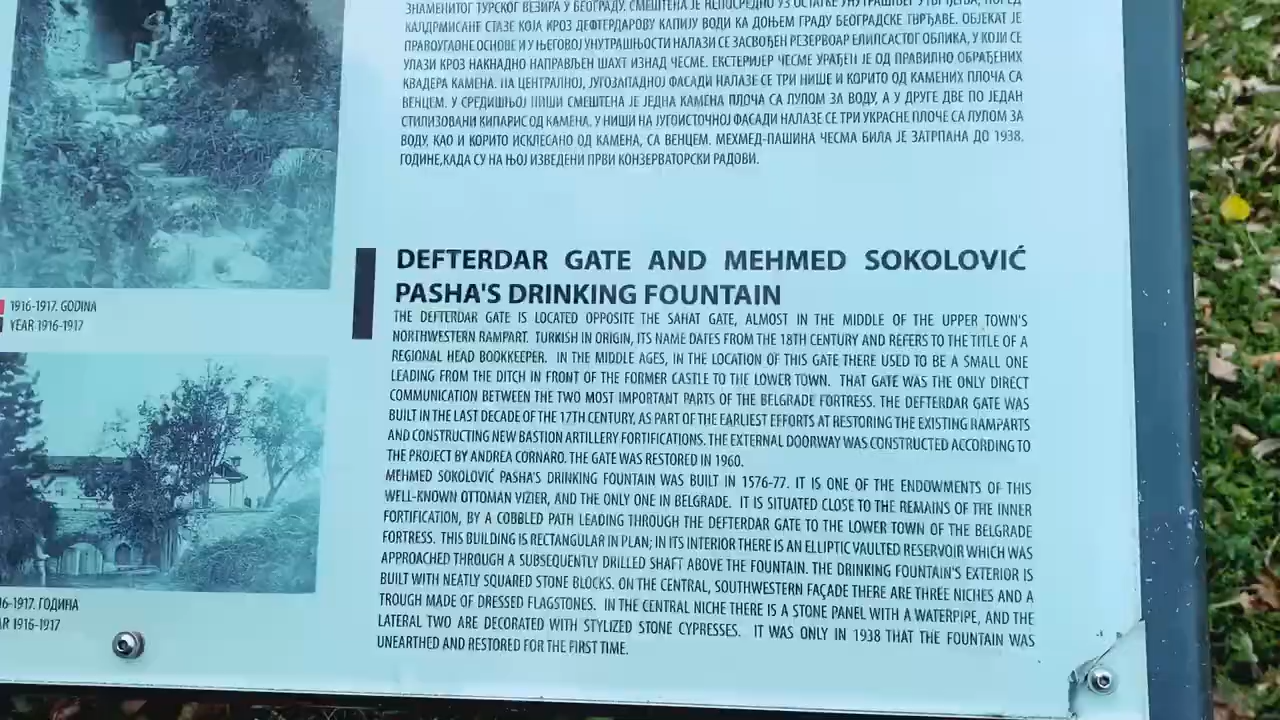 ЗНАМЕНИТОГ ТУРСКОГ ВЕЗИРА У БЕОГРАДУ. СМЕШТЕНА ЈЕ НЕПОСРЕДНО УЗ ОСТАТКЕ УНУТРАШЊЕГ УТВРЂЕЊА, ПОРЕД
КАЛДРМИСАНЕ СТАЗЕ КОЈА КРОЗ ДЕФТЕРДАРОВУ КАПИЈУ ВОДИ КА ДОЊЕМ ГРАДУ БЕОГРАДСКЕ ТВРЂАВЕ. ОБЈЕКАТ ЈЕ
ПРАВОУГАОНЕ ОСНОВЕ И У ЊЕГОВОЈ УНУТРАШЊОСТИ НАЛАЗИ СЕ ЗАСВОЂЕН РЕЗЕРВОАР ЕЛИПСАСТОГ ОБЛИКА, У КОЈИ СЕ
УЛАЗИ КРОЗ НАКНАДНО НАПРАВЉЕН ШАХТ ИЗНАД ЧЕСМЕ. ЕКСТЕРИЈЕР ЧЕСМЕ УРАЂЕН ЈЕ ОД ПРАВИЛНО ОБРАЂЕНИХ
КВАДЕРА КАМЕНА. НА ЦЕНТРАЛНОЈ, ЈУГОЗАПАДНОЈ ФАСАДИ НАЛАЗЕ СЕ ТРИ НИШЕ И КОРИТО ОД КАМЕНИХ ПЛОЧА СА
ВЕНЦЕМ. У СРЕДИШЊОЈ НИШИ СМЕШТЕНА ЈЕ ЈЕДНА КАМЕНА ПЛОЧА СА ЛУЛОМ ЗА ВОДУ, А У ДРУГЕ ДВЕ ПО ЈЕДАН
СТИЛИЗОВАНИ КИПАРИС ОД КАМЕНА. У НИШИ НА ЈУГОИСТОЧНОЈ ФАСАДИ НАЛАЗЕ СЕ ТРИ УКРАСНЕ ПЛОЧЕ СА ЛУЛОМ ЗА
ВОДУ, КАО И КОРИТО ИСКЛЕСАНО ОД КАМЕНА, СА ВЕНЦЕМ. МЕХМЕД-ПАШИНА ЧЕСМА БИЛА ЈЕ ЗАТРПАНА ДО 1938.
ГОДИНЕ,КАДА СУ НА ЊОЈ ИЗВЕДЕНИ ПРВИ КОНЗЕРВАТОРСКИ РАДОВИ.
DEFTERDAR GATE AND MEHMED SOKOLOVIĆ
PASHA'S DRINKING FOUNTAIN
THE DEFTERDAR GATE IS LOCATED OPPOSITE THE SAHAT GATE, ALMOST IN THE MIDDLE OF THE UPPER TOWN'S
NORTHWESTERN RAMPART. TURKISH IN ORIGIN, ITS NAME DATES FROM THE 18TH CENTURY AND REFERS TO THE TITLE OF A
REGIONAL HEAD BOOKKEEPER. IN THE MIDDLE AGES, IN THE LOCATION OF THIS GATE THERE USED TO BE A SMALL ONE
LEADING FROM THE DITCH IN FRONT OF THE FORMER CASTLE TO THE LOWER TOWN. THAT GATE WAS THE ONLY DIRECT
COMMUNICATION BETWEEN THE TWO MOST IMPORTANT PARTS OF THE BELGRADE FORTRESS. THE DEFTERDAR GATE WAS
BUILT IN THE LAST DECADE OF THE 17TH CENTURY, AS PART OF THE EARLIEST EFFORTS AT RESTORING THE EXISTING RAMPARTS
AND CONSTRUCTING NEW BASTION ARTILLERY FORTIFICATIONS. THE EXTERNAL DOORWAY WAS CONSTRUCTED ACCORDING TO
THE PROJECT BY ANDREA CORNARO. THE GATE WAS RESTORED IN 1960.
MEHMED SOKOLOVIĆ PASHA'S DRINKING FOUNTAIN WAS BUILT IN 1576-77. IT IS ONE OF THE ENDOWMENTS OF THIS
WELL-KNOWN OTTOMAN VIZIER, AND THE ONLY ONE IN BELGRADE. IT IS SITUATED CLOSE TO THE REMAINS OF THE INNER
FORTIFICATION, BY A COBBLED PATH LEADING THROUGH THE DEFTERDAR GATE TO THE LOWER TOWN OF THE BELGRADE
FORTRESS. THIS BUILDING IS RECTANGULAR IN PLAN; IN ITS INTERIOR THERE IS AN ELLIPTIC VAULTED RESERVOIR WHICH WAS
APPROACHED THROUGH A SUBSEQUENTLY DRILLED SHAFT ABOVE THE FOUNTAIN. THE DRINKING FOUNTAIN'S EXTERIOR IS
BUILT WITH NEATLY SQUARED STONE BLOCKS. ON THE CENTRAL, SOUTHWESTERN FAÇADE THERE ARE THREE NICHES AND A
TROUGH MADE OF DRESSED FLAGSTONES. IN THE CENTRAL NICHE THERE IS A STONE PANEL WITH A WATERPIPE, AND THE
LATERAL TWO ARE DECORATED WITH STYLIZED STONE CYPRESSES. IT WAS ONLY IN 1938 THAT THE FOUNTAIN WAS
UNEARTHED AND RESTORED FOR THE FIRST TIME.
1916-1917. GODINA
YEAR 1916-1917
6-1917. ГОДИНА
AR 1916-1917